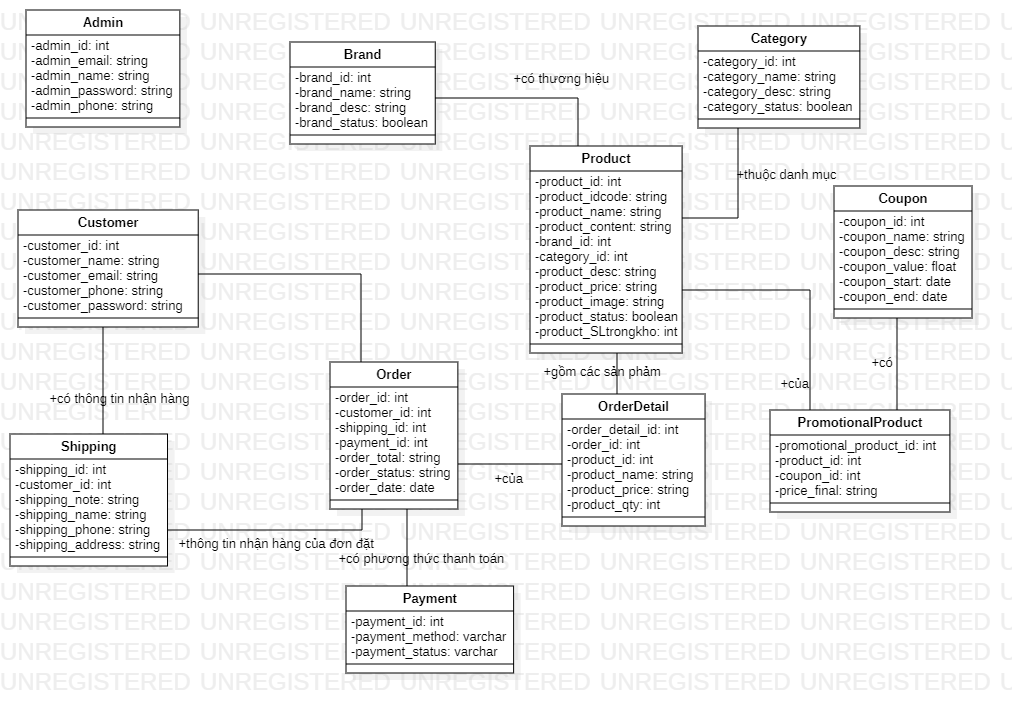 Admin
-admin_id: int
-admin_email: string
-admin_name: string
-admin_password: string
-admin_phone: string
Brand
-brand_id: int
-brand_name: string
-brand_desc: string
-brand_status: boolean
+có thương hiệu
Category
-category_id: int
-category_name: string
-category_desc: string
-category_status: boolean
+thuộc danh mục
Product
-product_id: int
-product_idcode: string
-product_name: string
-product_content: string
-brand_id: int
-category_id: int
-product_desc: string
-product_price: string
-product_image: string
-product_status: boolean
-product_SLtrongkho: int
Coupon
-coupon_id: int
-coupon_name: string
-coupon_desc: string
-coupon_value: float
-coupon_start: date
-coupon_end: date
Customer
-customer_id: int
-customer_name: string
-customer_email: string
-customer_phone: string
-customer_password: string
+có thông tin nhận hàng
+gồm các sản phảm
+của
+có
Order
-order_id: int
-customer_id: int
-shipping_id: int
-payment_id: int
-order_total: string
-order_status: string
-order_date: date
+của
OrderDetail
-order_detail_id: int
-order_id: int
-product_id: int
-product_name: string
-product_price: string
-product_qty: int
PromotionalProduct
-promotional_product_id: int
-product_id: int
-coupon_id: int
-price_final: string
Shipping
-shipping_id: int
-customer_id: int
-shipping_note: string
-shipping_name: string
-shipping_phone: string
-shipping_address: string
+thông tin nhận hàng của đơn đặt
+có phương thức thanh toán
Payment
-payment_id: int
-payment_method: varchar
-payment_status: varchar
UNREGISTERED